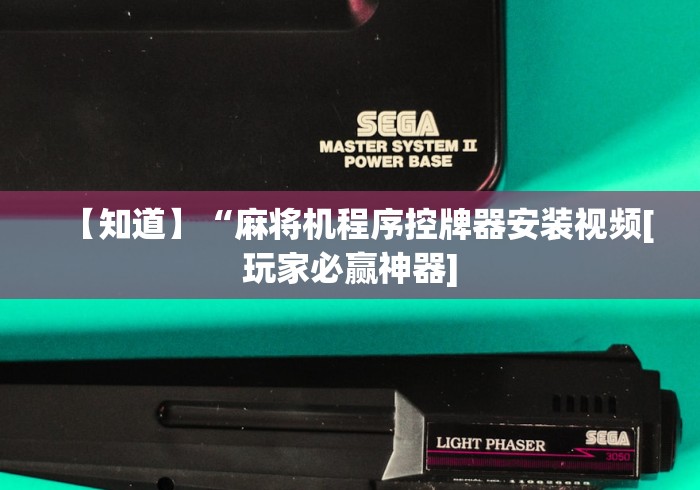 SEGA
MASTER SYSTEM II
POWER BASE
【知道】“麻将机程序控牌器安装视频[
玩家必赢神器]
LIGHT PHASER
SEGA
3050